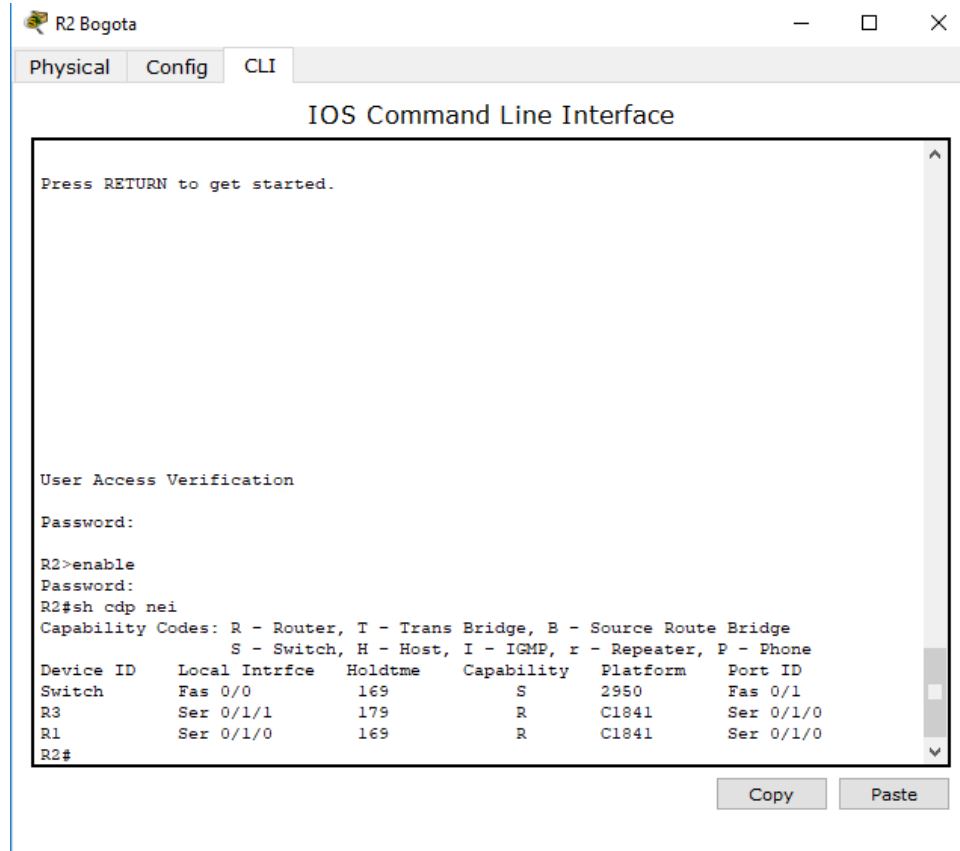 R2 Bogota
Physical Config CLI
IOS Command Line Interface
Press RETURN to get started.
User Access Verification
Password:
R2>enable
Password:
R2#sh cdp nei
Capability Codes: R - Router, T - Trans Bridge, B - Source Route Bridge
S - Switch, H - Host, I - IGMP, r - Repeater, P - Phone
Device ID Local Intrfce Holdtme Capability Platform Port ID
Switch Fas 0/0 169 S 2950 Fas 0/1
R3 Ser 0/1/1 179 R C1841 Ser 0/1/0
R1 Ser 0/1/0 169 R C1841 Ser 0/1/0
R2#
Copy Paste